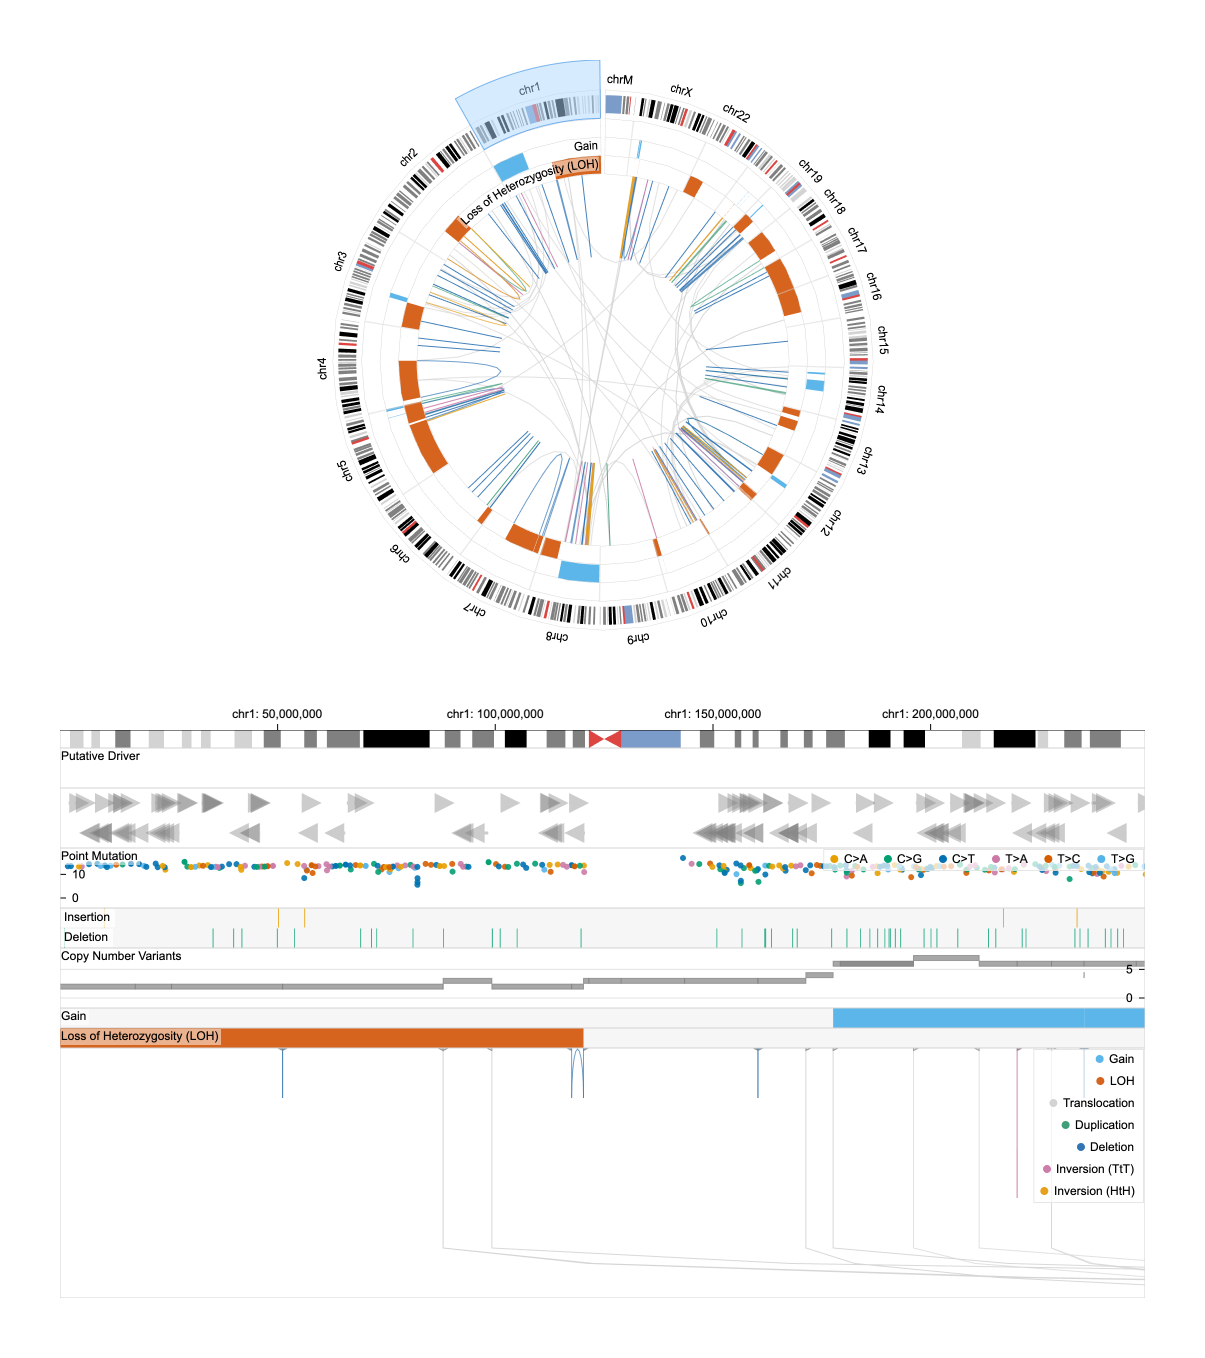 chrM
chrX
chr22
chr19
chr18
chr17
chr16
chr15
chr14
chr13
chr12
chr11
chr10
chr9
chr8
chr7
chr6
chr5
chr4
chr3
chr2
chr1
Gain
Loss of Heterozygosity (LOH)
chr1: 50,000,000 chr1: 100,000,000 chr1: 150,000,000 chr1: 200,000,000
Putative Driver
Point Mutation
C>A C>G C>T T>A T>C T>G
10
0
Insertion
Deletion
Copy Number Variants
5
0
Gain
Loss of Heterozygosity (LOH)
Gain
LOH
Translocation
Duplication
Deletion
Inversion (TtT)
Inversion (HtH)